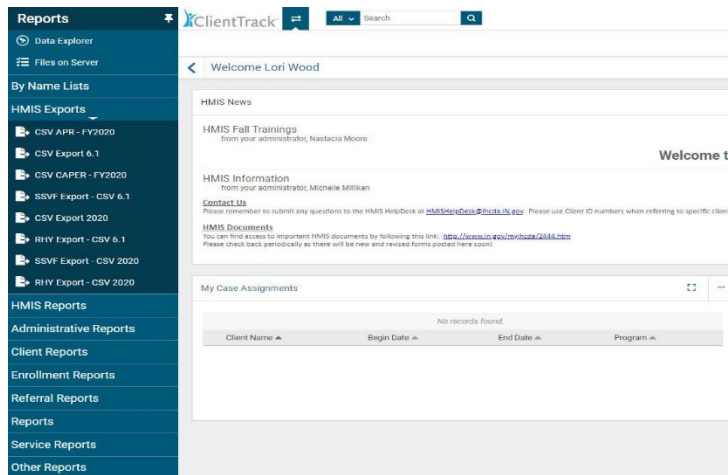 Reports
Data Explorer
Files on Server
By Name Lists
HMIS Exports
CSV APR - FY2020
CSV Export 6.1
CSV CAPER - FY2020
SSVF Export - CSV 6.1
CSV Export 2020
RHY Export - CSV 6.1
SSVF Export - CSV 2020
RHY Export - CSV 2020
HMIS Reports
Administrative Reports
Client Reports
Enrollment Reports
Referral Reports
Reports
Service Reports
Other Reports
ClientTrack
All Search
Welcome Lori Wood
HMIS News
HMIS Fall Trainings
from your administrator, Nastacia Moore
Welcome t
HMIS Information
from your administrator, Michelle Milliken
Contact Us
Please remember to submit any questions to the HMIS HelpDesk at HMISHelpDesk@ihcda.IN.gov. Please use Client ID numbers when referring to specific client
HMIS Documents
You can find access to important HMIS documents by following this link: http://www.in.gov/myihcda/2444.htm
Please check back periodically as there will be new and revised forms posted here soon!
My Case Assignments
No records found
Client Name Begin Date End Date Program